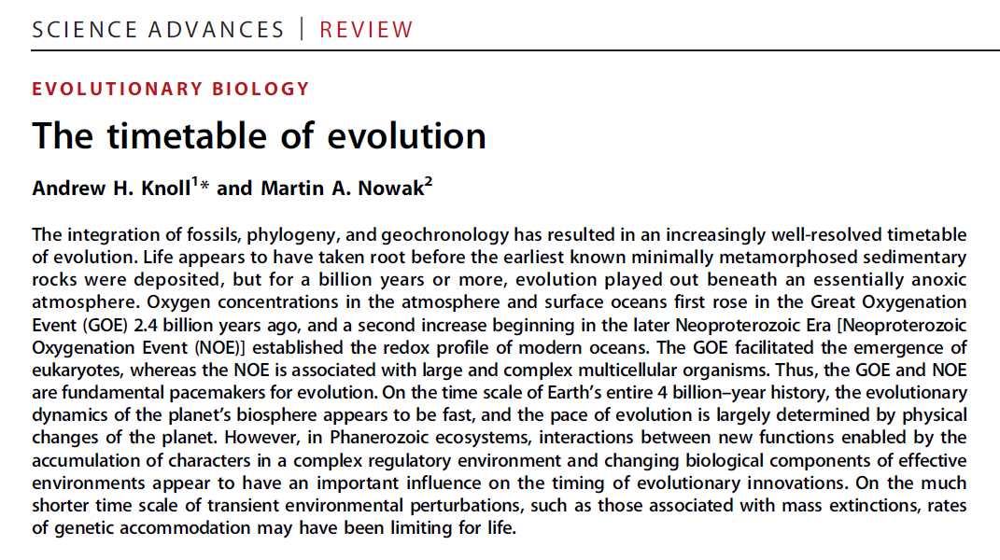 SCIENCE ADVANCES | REVIEW
EVOLUTIONARY BIOLOGY
The timetable of evolution
Andrew H. Knoll1* and Martin A. Nowak2
The integration of fossils, phylogeny, and geochronology has resulted in an increasingly well-resolved timetable
of evolution. Life appears to have taken root before the earliest known minimally metamorphosed sedimentary
rocks were deposited, but for a billion years or more, evolution played out beneath an essentially anoxic
atmosphere. Oxygen concentrations in the atmosphere and surface oceans first rose in the Great Oxygenation
Event (GOE) 2.4 billion years ago, and a second increase beginning in the later Neoproterozoic Era [Neoproterozoic
Oxygenation Event (NOE)] established the redox profile of modern oceans. The GOE facilitated the emergence of
eukaryotes, whereas the NOE is associated with large and complex multicellular organisms. Thus, the GOE and NOE
are fundamental pacemakers for evolution. On the time scale of Earth's entire 4 billion–year history, the evolutionary
dynamics of the planet's biosphere appears to be fast, and the pace of evolution is largely determined by physical
changes of the planet. However, in Phanerozoic ecosystems, interactions between new functions enabled by the
accumulation of characters in a complex regulatory environment and changing biological components of effective
environments appear to have an important influence on the timing of evolutionary innovations. On the much
shorter time scale of transient environmental perturbations, such as those associated with mass extinctions, rates
of genetic accommodation may have been limiting for life.